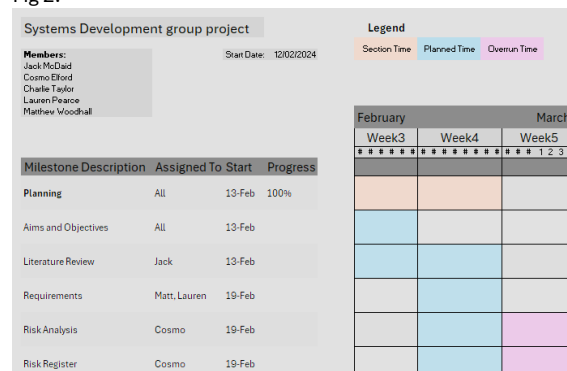 Fig 2.
Systems Development group project
Legend
Members:
Start Date: 12/02/2024
Section Time
Planned Time
Overrun Time
Jack McDaid
Cosmo Elford
Charlie Taylor
Lauren Pearce
Matthew Woodhall
February
March
Week3
Week4
Week5
# # # # # # # # # # # # # # 1 2 3
Milestone Description Assigned To Start Progress
Planning All 13-Feb 100%
Aims and Objectives All 13-Feb
Literature Review Jack 13-Feb
Requirements Matt, Lauren 19-Feb
Risk Analysis Cosmo 19-Feb
Risk Register Cosmo 19-Feb